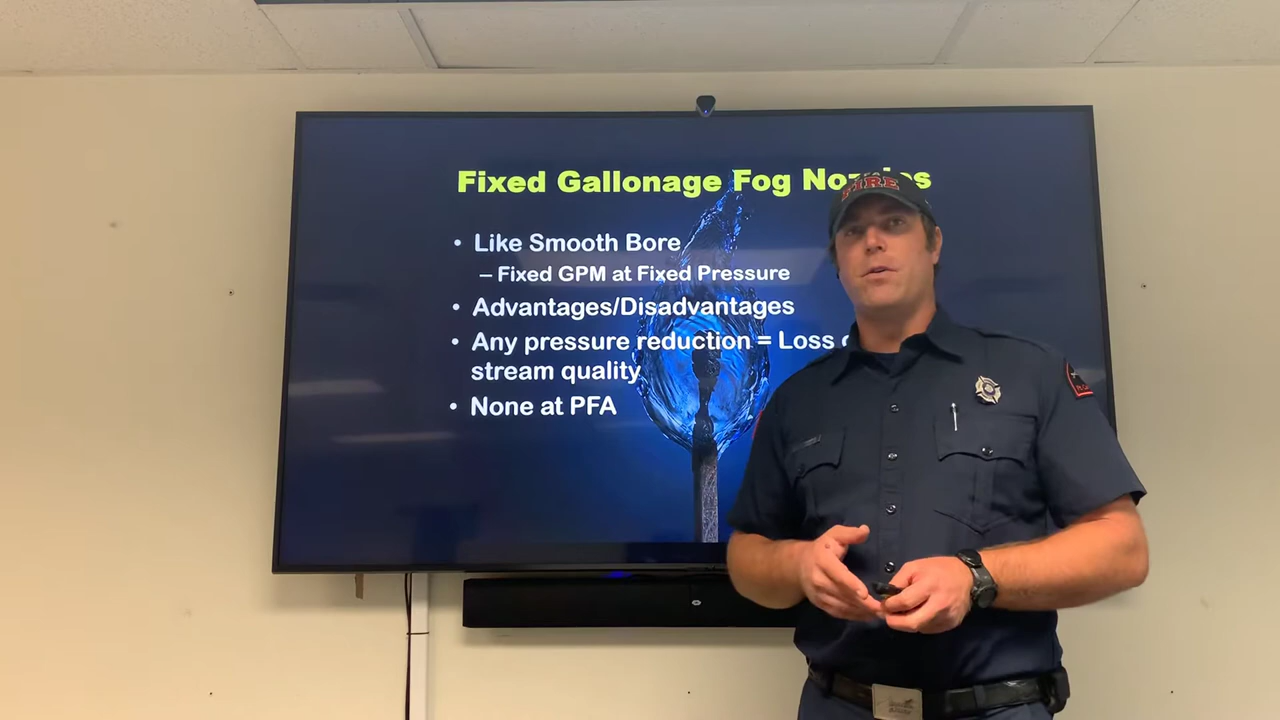 Fixed Gallonage Fog Nozzles
• Like Smooth Bore
– Fixed GPM at Fixed Pressure
• Advantages/Disadvantages
• Any pressure reduction = Loss
stream quality
• None at PFA
FIRE